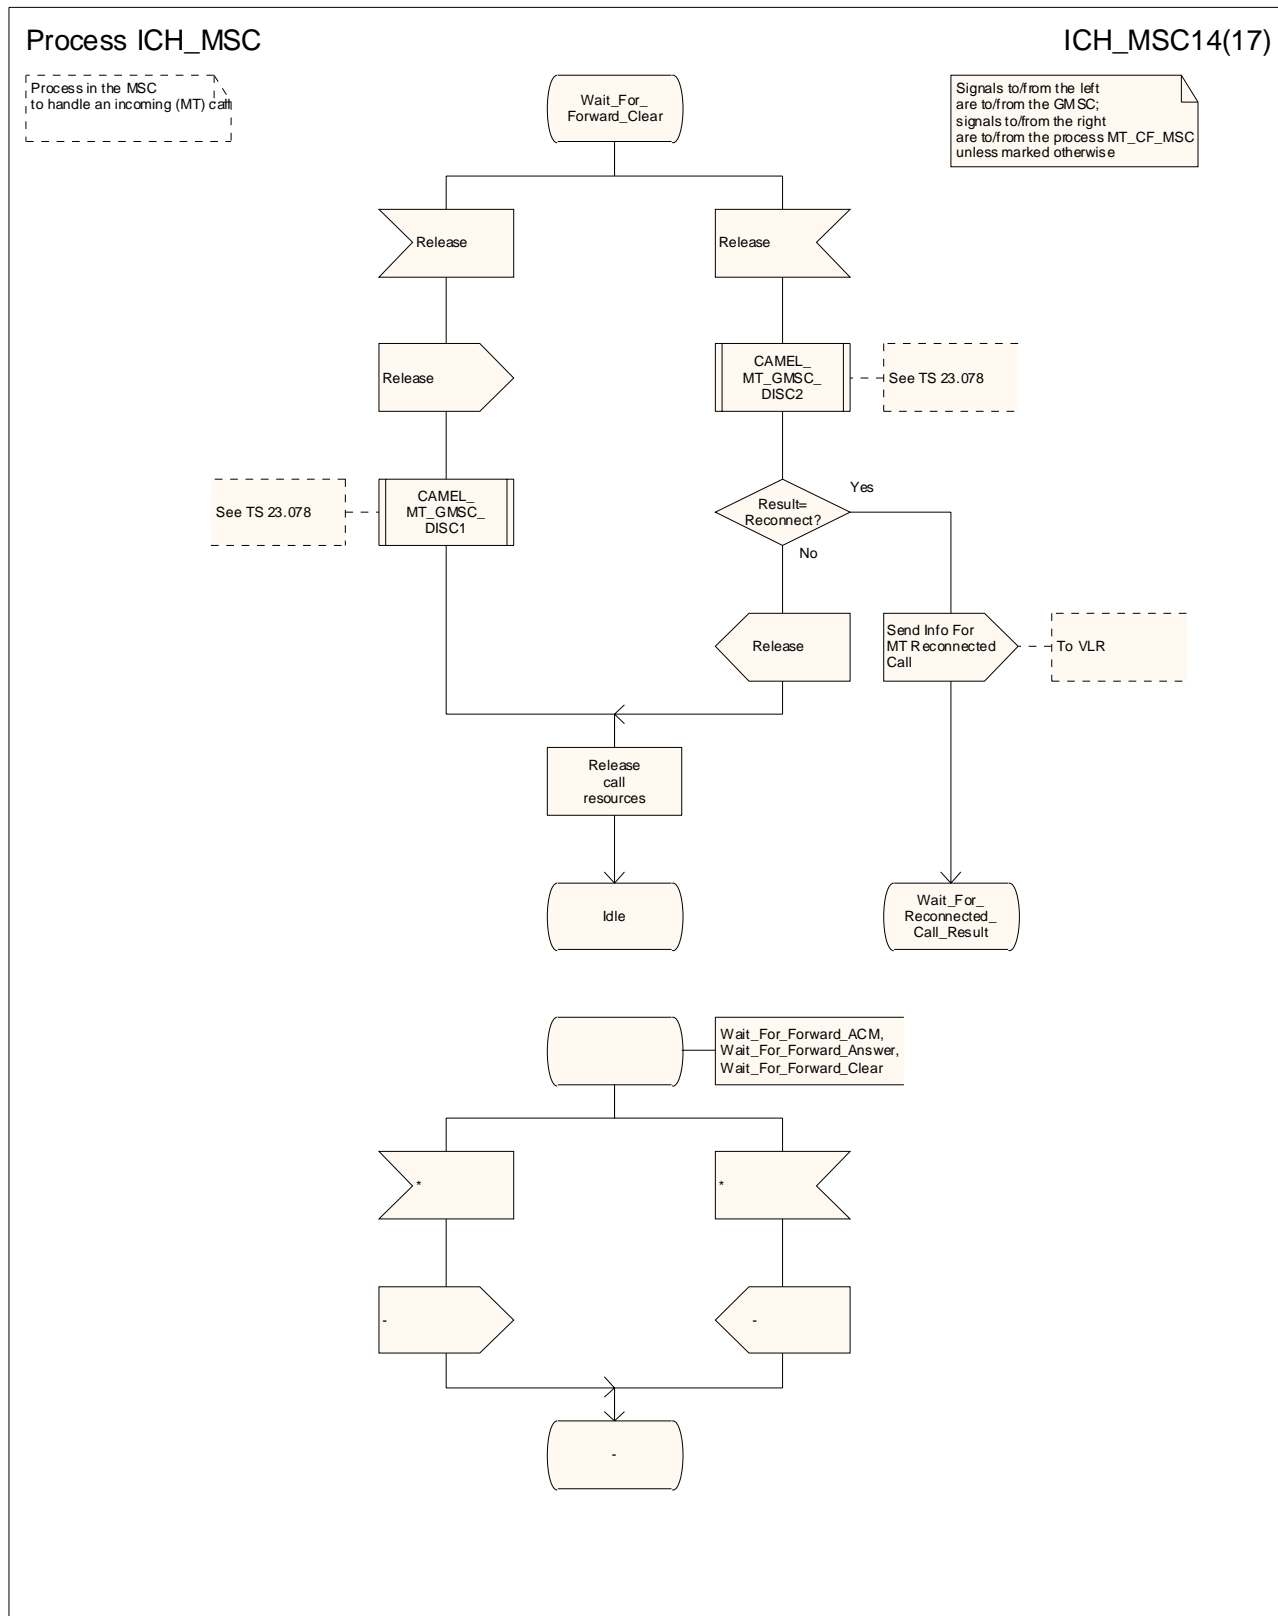 Process ICH_MSC
ICH_MSC14(17)
Process in the MSC
to handle an incoming (MT) call
Signals to/from the left
are to/from the GMSC;
signals to/from the right
are to/from the process MT_CF_MSC
unless marked otherwise
Wait_For_
Forward_Clear
Release
Release
Release
CAMEL_
MT_GMSC_
DISC2
See TS 23.078
See TS 23.078
CAMEL_
MT_GMSC_
DISC1
Result=
Reconnect?
Yes
No
Release
Send Info For
MT Reconnected
Call
To VLR
Release
call
resources
Idle
Wait_For_
Reconnected_
Call_Result
Wait_For_Forward_ACM,
Wait_For_Forward_Answer,
Wait_For_Forward_Clear
*
*
-
-
-